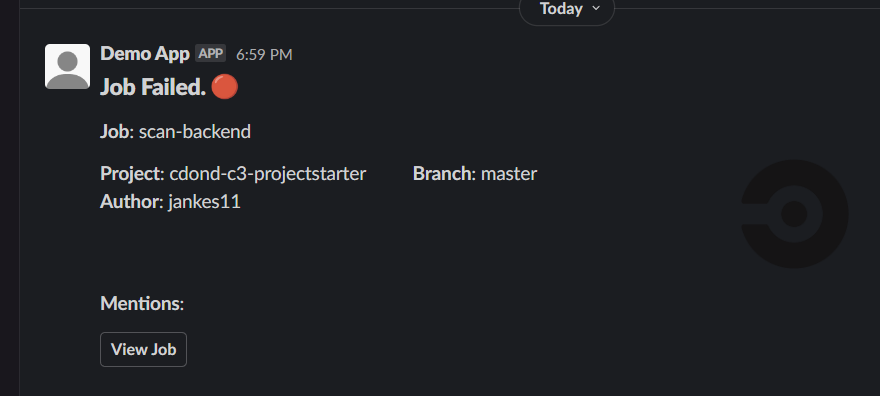 Today
Demo App APP 6:59 PM
Job Failed.
Job: scan-backend
Project: cdond-c3-projectstarter Branch: master
Author: jankes11
Mentions:
View Job